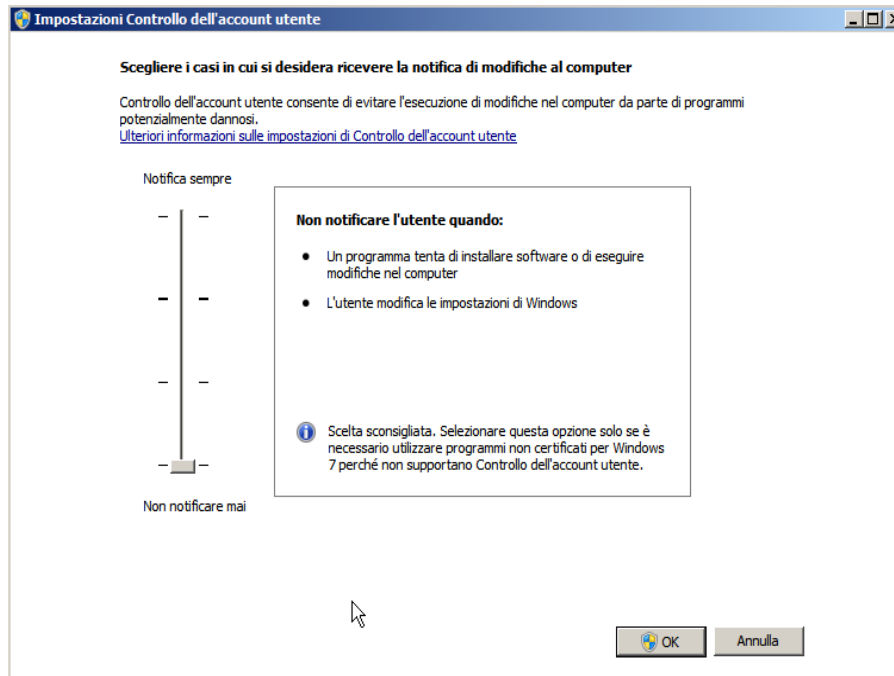 Impostazioni Controllo dell'account utente
Scegliere i casi in cui si desidera ricevere la notifica di modifiche al computer
Controllo dell'account utente consente di evitare l'esecuzione di modifiche nel computer da parte di programmi
potenzialmente dannosi.
Ulteriori informazioni sulle impostazioni di Controllo dell'account utente
Notifica sempre
Non notificare l'utente quando:
Un programma tenta di installare software o di eseguire
modifiche nel computer
L'utente modifica le impostazioni di Windows
Scelta sconsigliata. Selezionare questa opzione solo se è
necessario utilizzare programmi non certificati per Windows
7 perché non supportano Controllo dell'account utente.
Non notificare mai
OK
Annulla